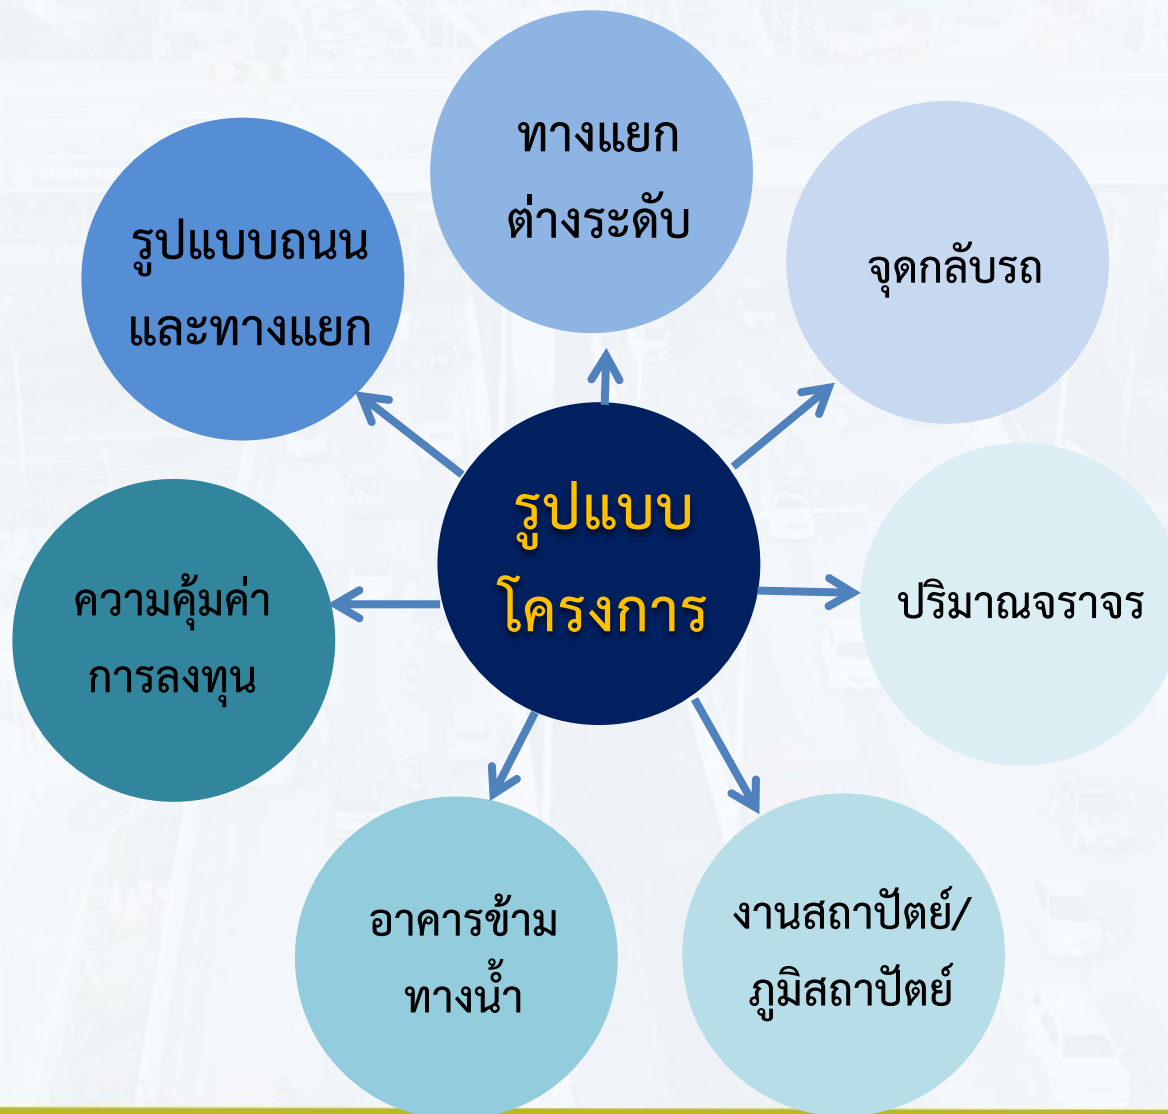 ทางแยก
ต่างระดับ
รูปแบบถนน
และทางแยก
จุดกลับรถ
รูปแบบ
โครงการ
ความคุ้มค่า
การลงทุน
ปริมาณจราจร
อาคารข้าม
ทางน้ำ
งานสถาปัตย์/
ภูมิสถาปัตย์